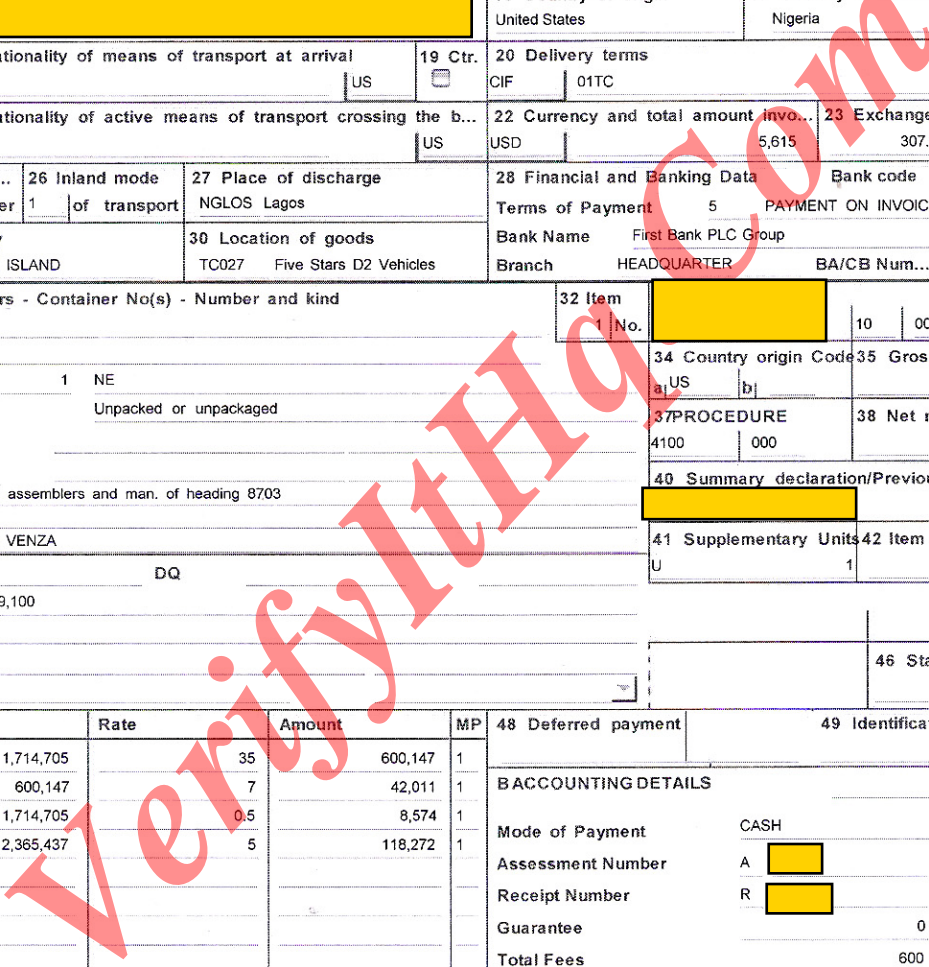 United States
Nigeria
ationality of means of transport at arrival
19 Ctr.
20 Delivery terms
US
CIF
01TC
ationality of active means of transport crossing the b...
22 Currency and total amount invo...
23 Exchange
US
USD
5,615
307.
26 Inland mode
27 Place of discharge
28 Financial and Banking Data
Bank code
er
1
of transport
NGLOS Lagos
Terms of Payment
5
PAYMENT ON INVOIC
30 Location of goods
Bank Name
First Bank PLC Group
ISLAND
TC027
Five Stars D2 Vehicles
Branch
HEADQUARTER
BA/CB Num...
rs - Container No(s) - Number and kind
32 Item
1
No.
10
00
34 Country origin Code
35 Gros
a
US
b
1
NE
Unpacked or unpackaged
37PROCEDURE
38 Net
4100
000
40 Summary declaration/Previou
assemblers and man. of heading 8703
VENZA
41 Supplementary Units
42 Item
U
1
DQ
9,100
46 Sta
Rate
Amount
MP
48 Deferred payment
49 Identifica
1,714,705
35
600,147
1
600,147
7
42,011
1
1,714,705
0.5
8,574
1
2,365,437
5
118,272
1
B ACCOUNTING DETAILS
Mode of Payment
CASH
Assessment Number
A
Receipt Number
R
Guarantee
0
Total Fees
600
VerifyItHq.Com